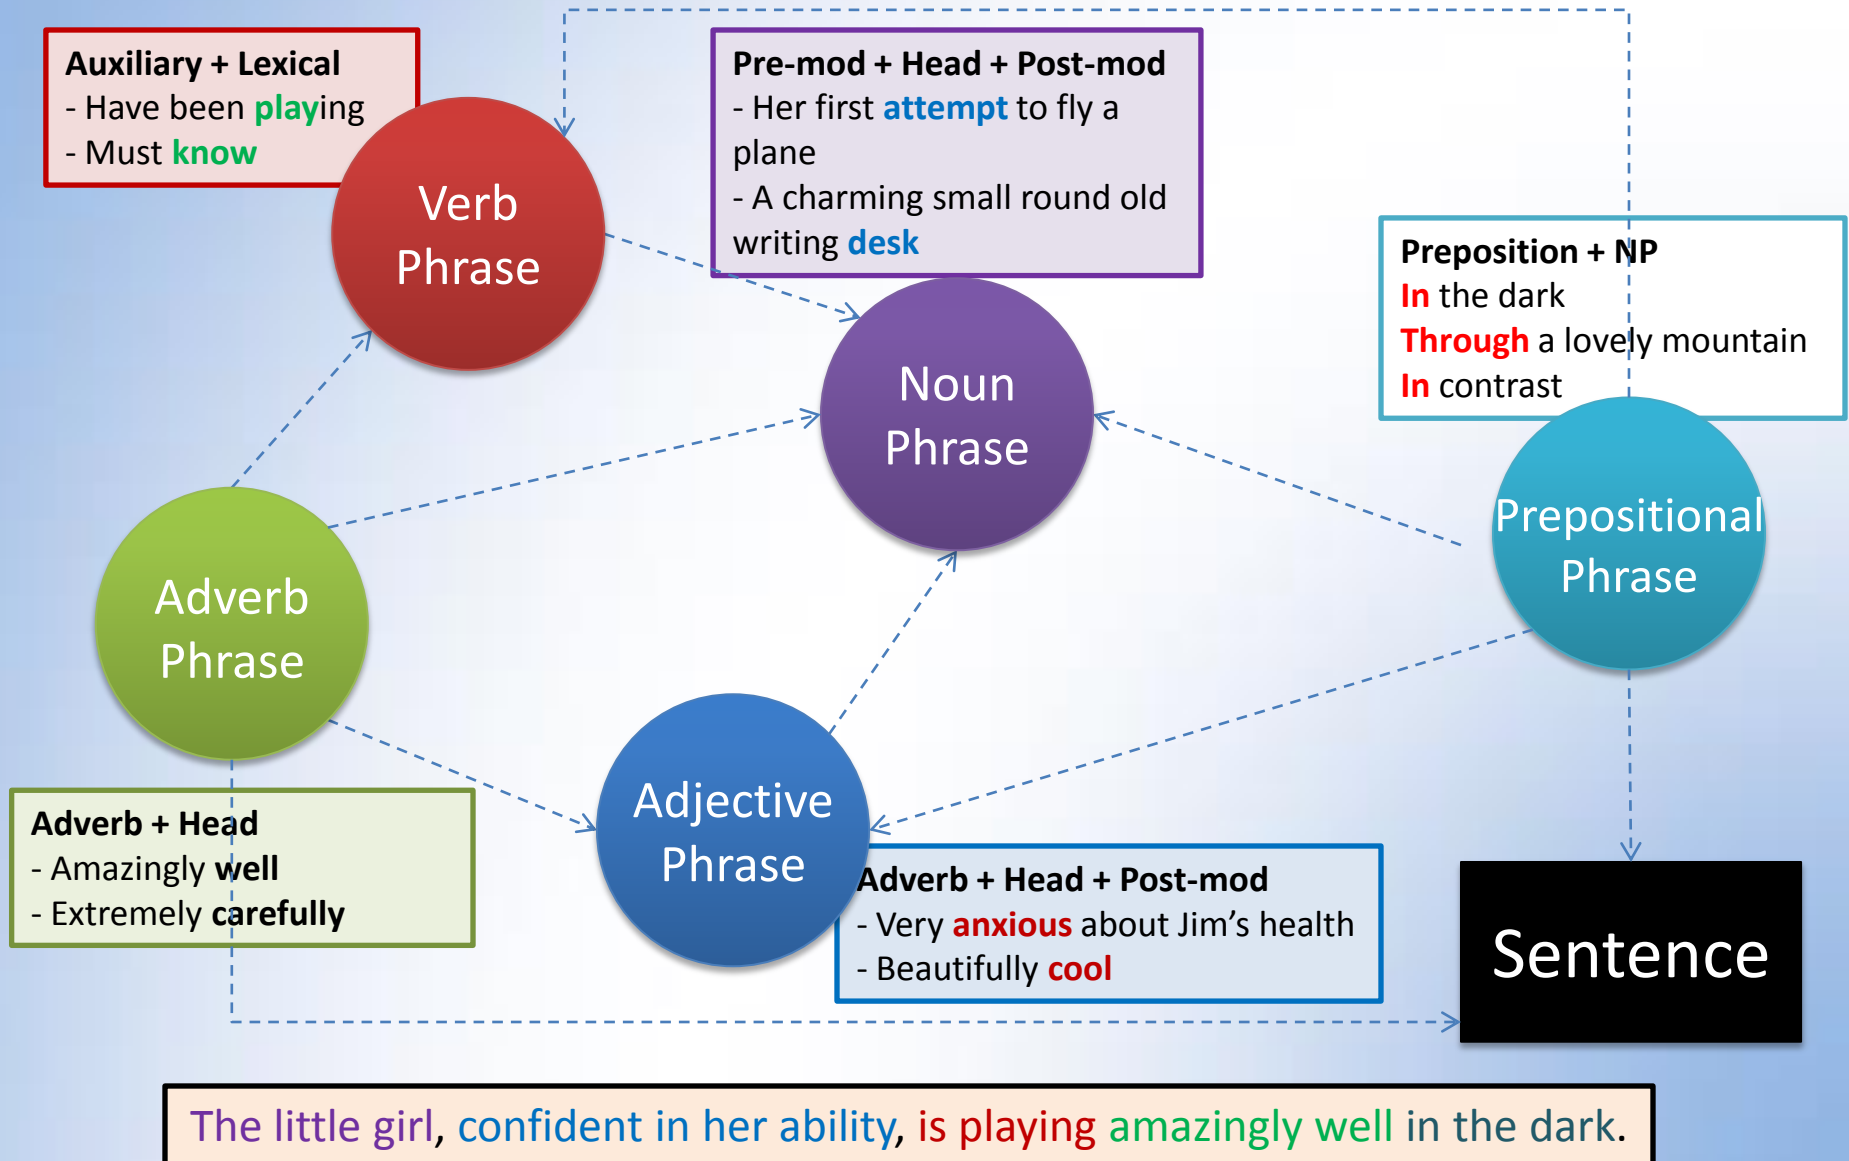 Auxiliary + Lexical
- Have been playing
- Must know
Verb
Phrase
Pre-mod + Head + Post-mod
- Her first attempt to fly a
plane
- A charming small round old
writing desk
Noun
Phrase
Preposition + NP
In the dark
Through a lovely mountain
In contrast
Prepositional
Phrase
Adverb
Phrase
Adverb + Head
- Amazingly well
- Extremely carefully
Adjective
Phrase
Adverb + Head + Post-mod
- Very anxious about Jim’s health
- Beautifully cool
Sentence
The little girl, confident in her ability, is playing amazingly well in the dark.